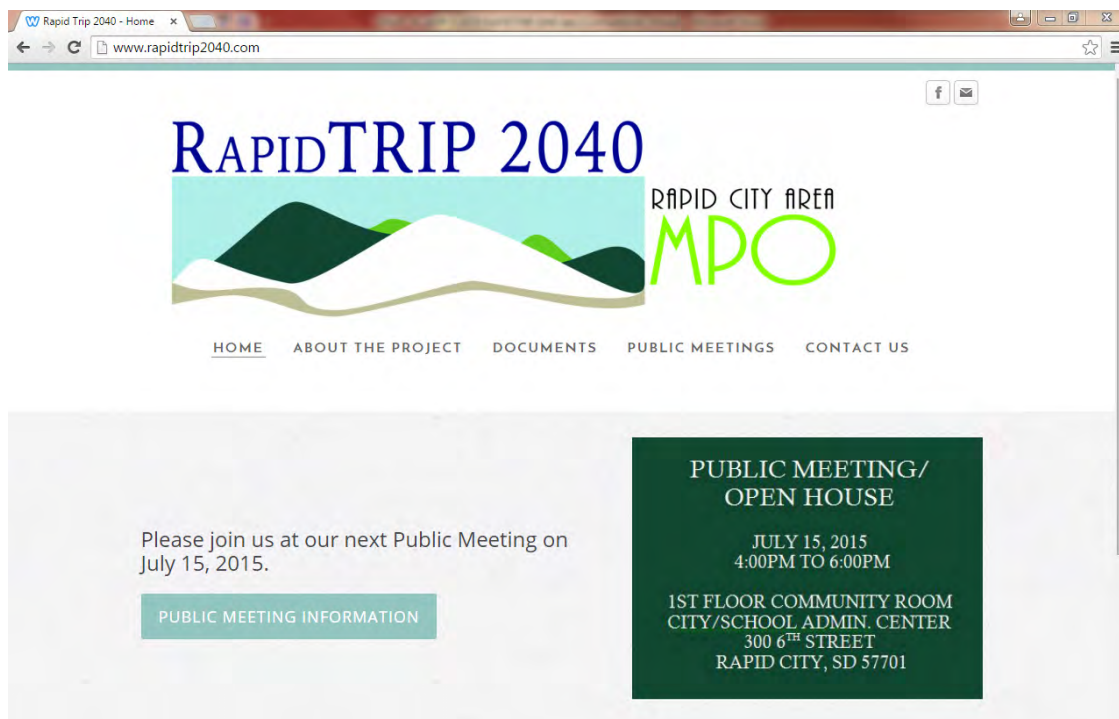 Rapid Trip 2040 - Home
www.rapidtrip2040.com
RAPIDTRIP 2040
RAPID CITY AREA
MPO
HOME ABOUT THE PROJECT DOCUMENTS PUBLIC MEETINGS CONTACT US
PUBLIC MEETING/
OPEN HOUSE
JULY 15, 2015
4:00PM TO 6:00PM
1ST FLOOR COMMUNITY ROOM
CITY/SCHOOL ADMIN. CENTER
300 6TH STREET
RAPID CITY, SD 57701
Please join us at our next Public Meeting on
July 15, 2015.
PUBLIC MEETING INFORMATION